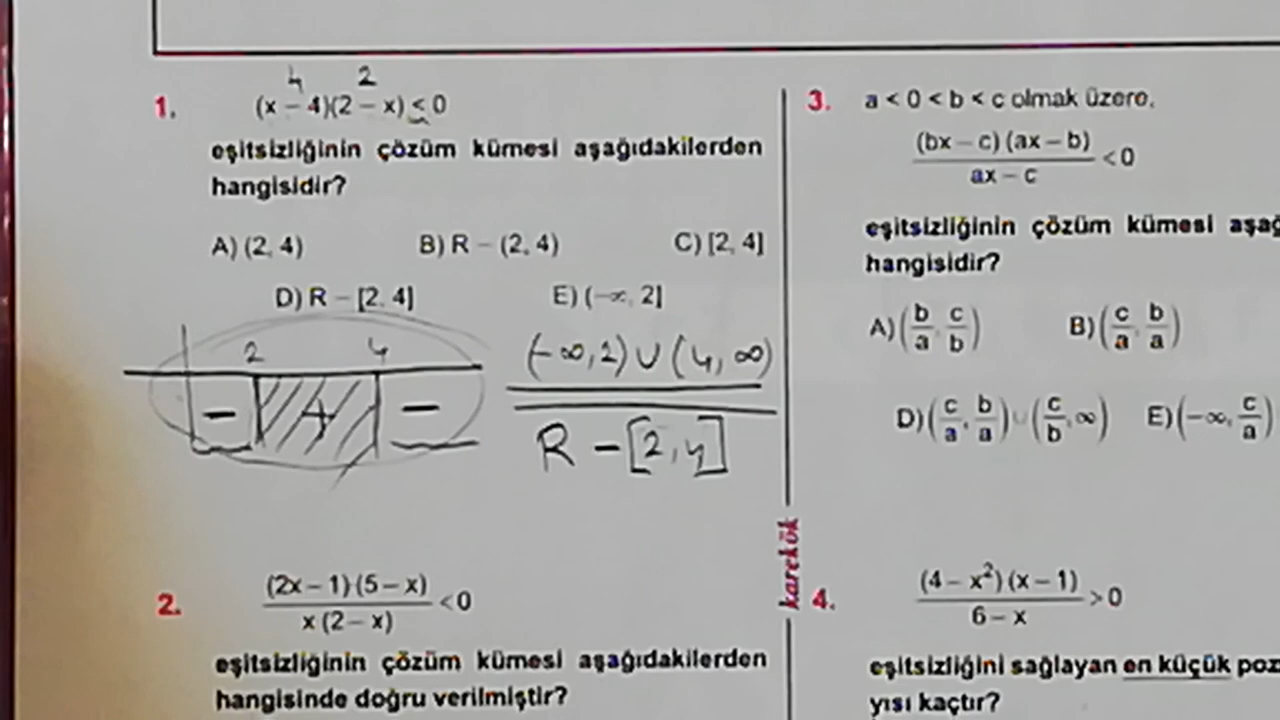 4 2
1. (x – 4)(2 – x) ≤ 0
eşitsizliğinin çözüm kümesi aşağıdakilerden
hangisidir?
A) (2, 4) B) R – (2, 4) C) [2, 4]
D) R – [2, 4] E) (–∞, 2]
2 4
– + –
(–∞, 2) ∪ (4, ∞)
R – [2, 4]
2. (2x – 1)(5 – x) / x(2 – x) < 0
eşitsizliğinin çözüm kümesi aşağıdakilerden
hangisinde doğru verilmiştir?
karekök
3. a < 0 < b < c olmak üzere,
(bx – c)(ax – b) / ax – c < 0
eşitsizliğinin çözüm kümesi
hangisidir?
A) (b/a, c/b) B) (c/a, b/a)
D) (c/a, b/a) ∪ (c/b, ∞) E) (–∞, c/a)
4. (4 – x²)(x – 1) / 6 – x > 0
eşitsizliğini sağlayan en küçük poz
yısı kaçtır?